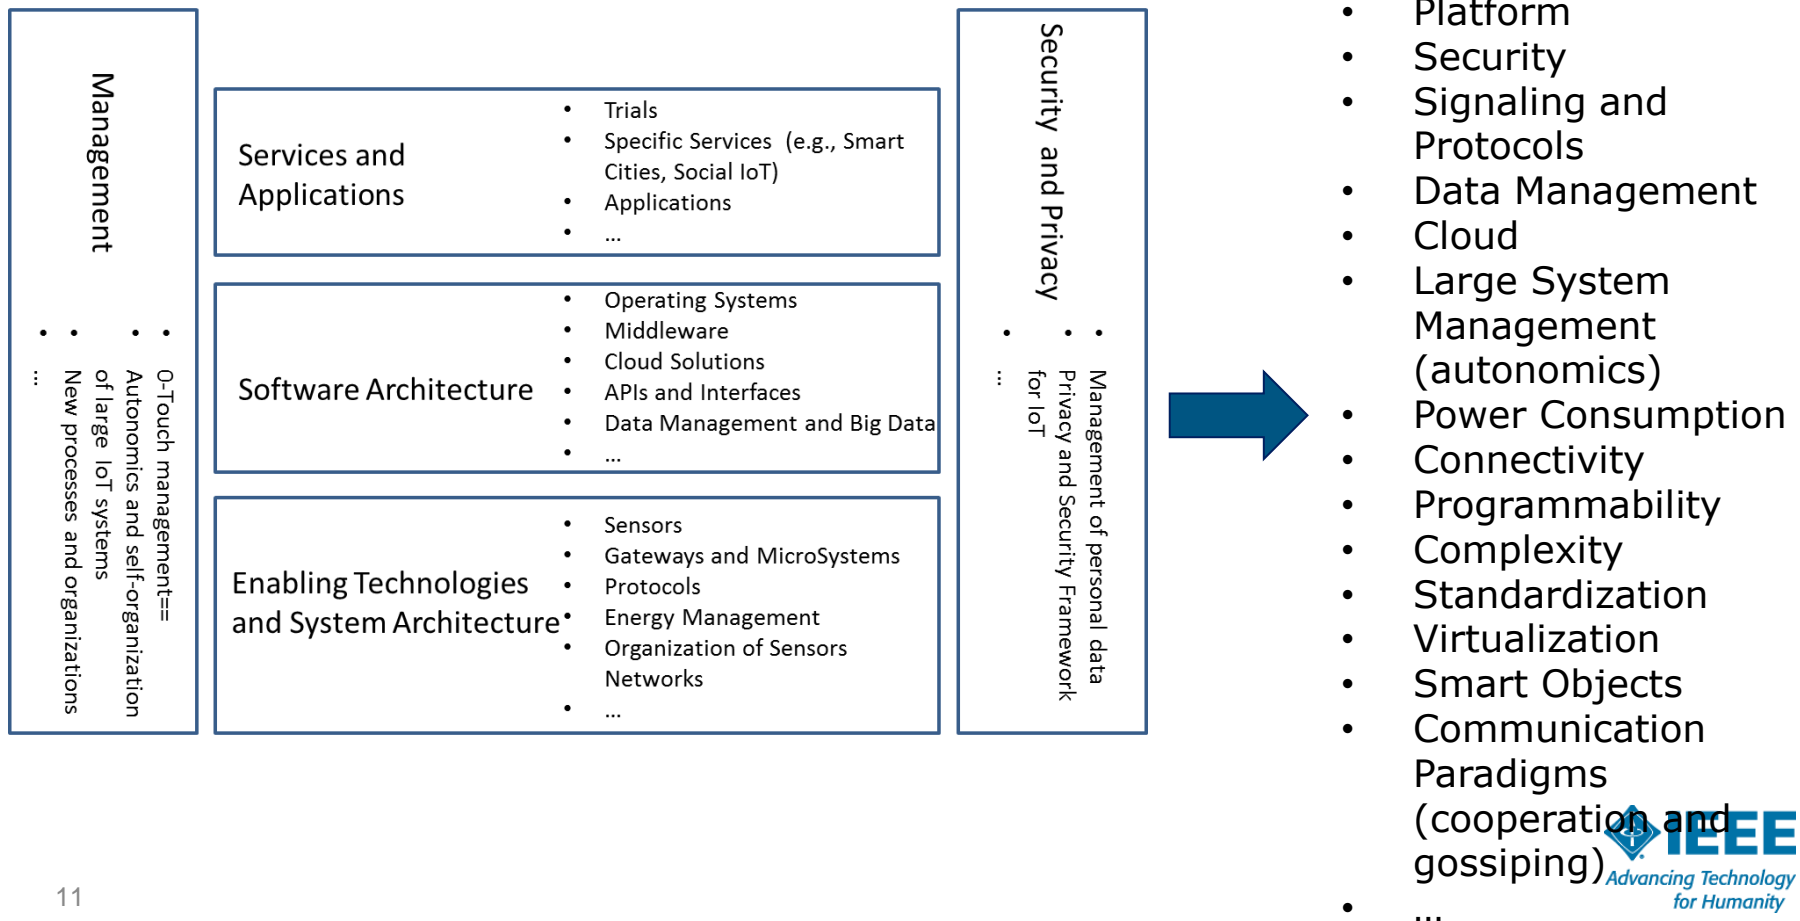 Management
• 0-Touch management==
• Autonomics and self-organization
of large IoT systems
• New processes and organizations
• ...
Services and
Applications
• Trials
• Specific Services (e.g., Smart
Cities, Social IoT)
• Applications
• ...
Software Architecture
• Operating Systems
• Middleware
• Cloud Solutions
• APIs and Interfaces
• Data Management and Big Data
• ...
Enabling Technologies
and System Architecture
• Sensors
• Gateways and MicroSystems
• Protocols
• Energy Management
• Organization of Sensors
Networks
• ...
Security and Privacy
• Management of personal data
• Privacy and Security Framework
for IoT
• ...
• Platform
• Security
• Signaling and
Protocols
• Data Management
• Cloud
• Large System
Management
(autonomics)
• Power Consumption
• Connectivity
• Programmability
• Complexity
• Standardization
• Virtualization
• Smart Objects
• Communication
Paradigms
(cooperation and
gossiping)
• ...
IEEE
Advancing Technology
for Humanity
11